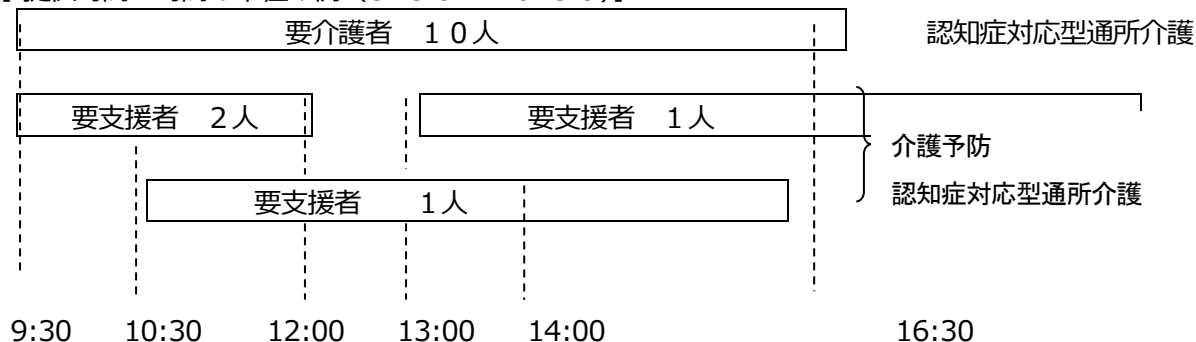 要介護者 １０人 認知症対応型通所介護
要支援者 ２人 要支援者 １人
介護予防
要支援者 １人 認知症対応型通所介護
9:30 10:30 12:00 13:00 14:00 16:30